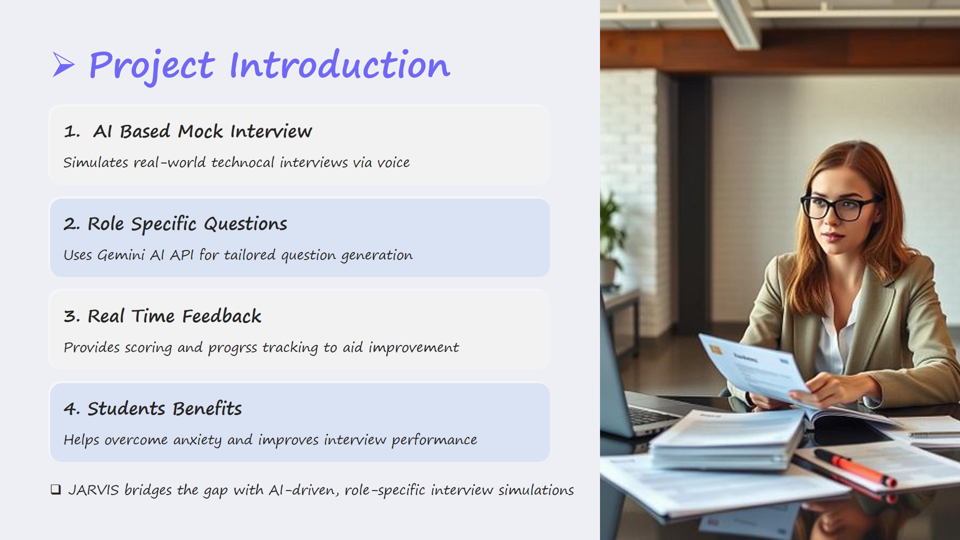 ➢ Project Introduction
1. AI Based Mock Interview
Simulates real-world technocal interviews via voice
2. Role Specific Questions
Uses Gemini AI API for tailored question generation
3. Real Time Feedback
Provides scoring and progrss tracking to aid improvement
4. Students Benefits
Helps overcome anxiety and improves interview performance
❑ JARVIS bridges the gap with AI-driven, role-specific interview simulations